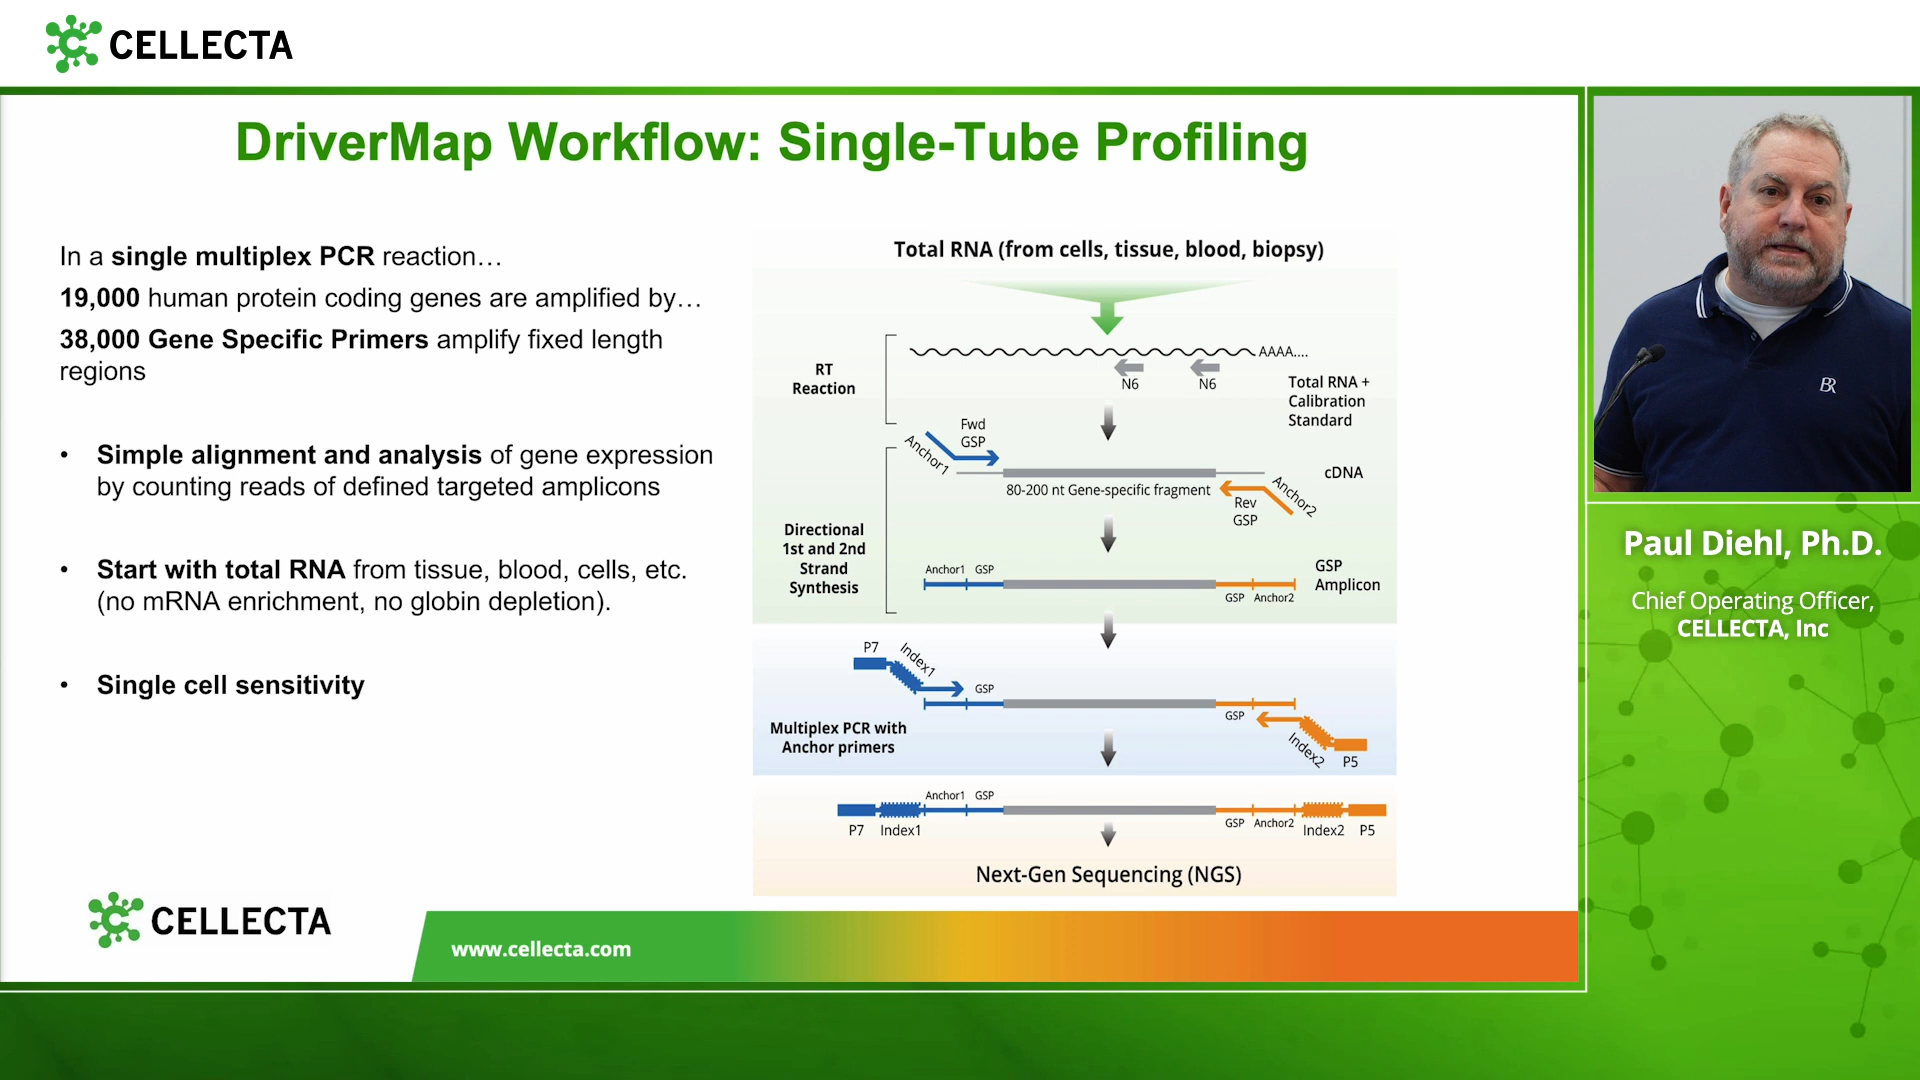 CELLECTA
DriverMap Workflow: Single-Tube Profiling
In a single multiplex PCR reaction…
19,000 human protein coding genes are amplified by…
38,000 Gene Specific Primers amplify fixed length
regions
• Simple alignment and analysis of gene expression
by counting reads of defined targeted amplicons
• Start with total RNA from tissue, blood, cells, etc.
(no mRNA enrichment, no globin depletion).
• Single cell sensitivity
Total RNA (from cells, tissue, blood, biopsy)
AAAA....
RT
Reaction
N6
N6
Total RNA +
Calibration
Standard
Fwd
GSP
Anchor1
cDNA
80-200 nt Gene-specific fragment
Rev
GSP
Anchor2
Directional
1st and 2nd
Strand
Synthesis
Anchor1 GSP
GSP
Amplicon
GSP Anchor2
P7
Index1
GSP
GSP
Multiplex PCR with
Anchor primers
Index2
P5
Anchor1 GSP
P7 Index1
GSP Anchor2 Index2 P5
Next-Gen Sequencing (NGS)
CELLECTA
www.cellecta.com
BR
Paul Diehl, Ph.D.
Chief Operating Officer,
CELLECTA, Inc